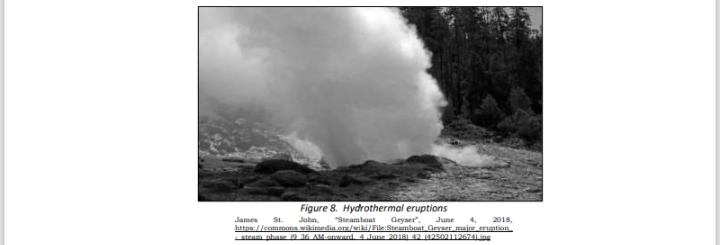 Figure 8. Hydrothermal eruptions
James St. John, "Steamboat Geyser", June 4, 2018,
https://commons.wikimedia.org/wiki/File:Steamboat_Geyser_major_eruption_
-_steam_phase_(9_36_AM-onward,_4_June_2018)_42_(42502112674).jpg